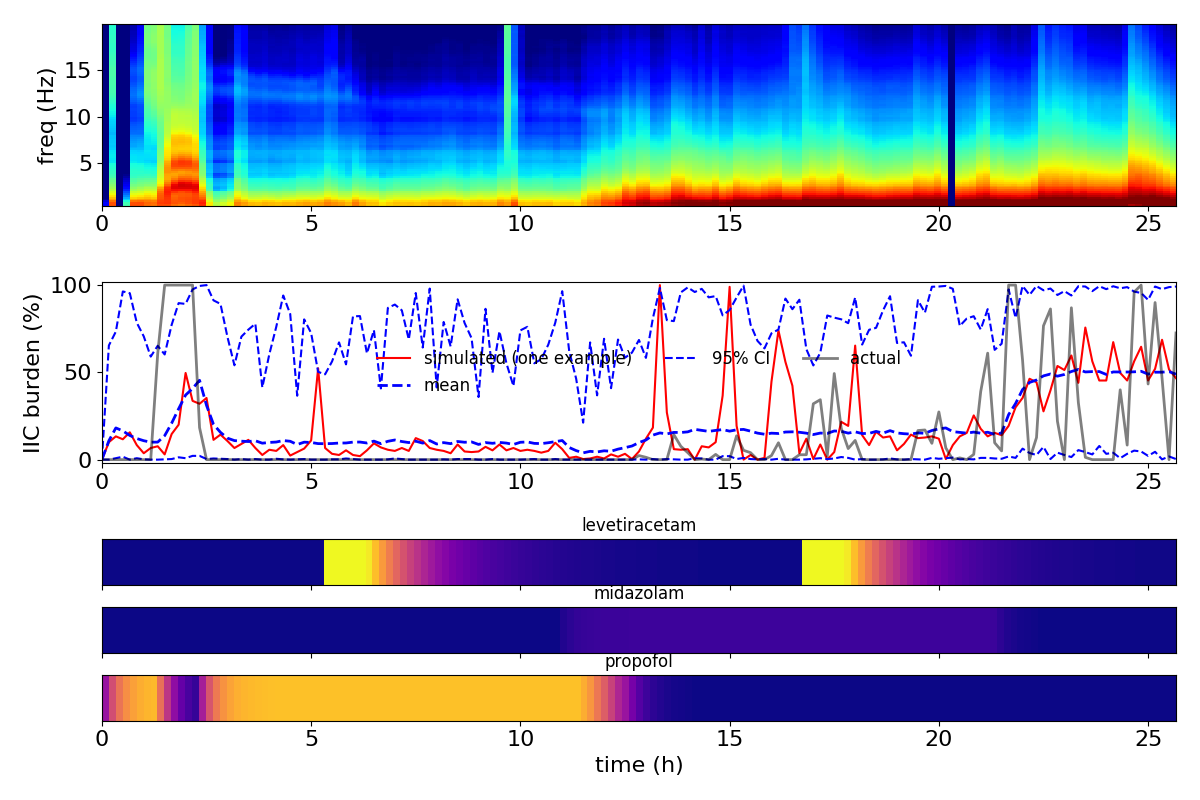 freq (Hz)
15
10
5
0 5 10 15 20 25
IIC burden (%)
100
50
0
simulated (one example) 95% CI actual
mean
0 5 10 15 20 25
levetiracetam
midazolam
propofol
0 5 10 15 20 25
time (h)